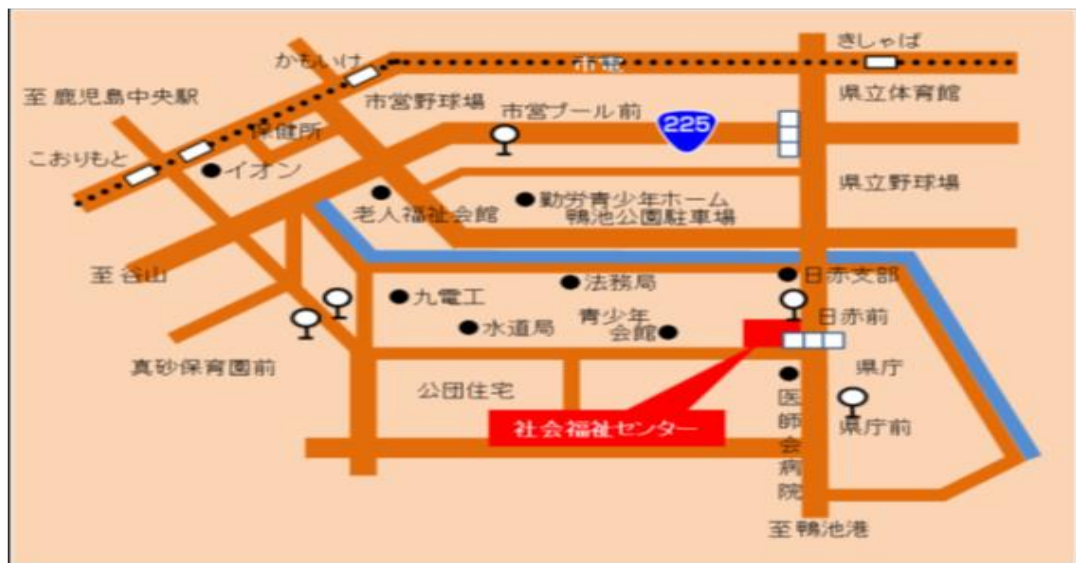 きしゃば
かもいけ
市電
至 鹿児島中央駅
市営野球場
市営プール前
県立体育館
225
保健所
こおりもと
イオン
県立野球場
老人福祉会館
勤労青少年ホーム
鴨池公園駐車場
至 谷山
法務局
日赤支部
九電工
青少年
会館
水道局
日赤前
真砂保育園前
公団住宅
県庁
社会福祉センター
医師会病院
県庁前
至 鴨池港